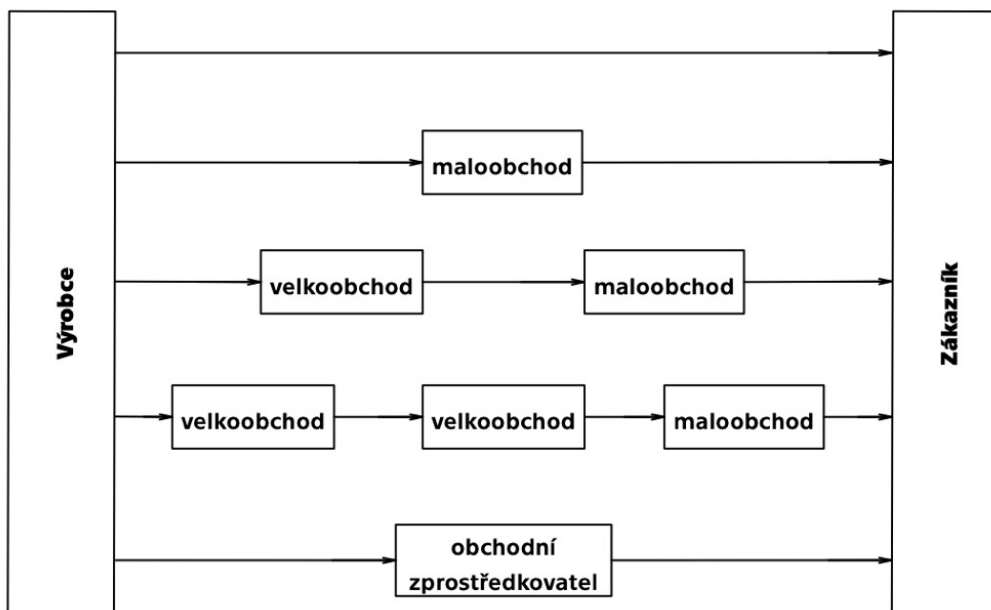 Výrobce
maloobchod
velkoobchod
maloobchod
velkoobchod
velkoobchod
maloobchod
obchodní
zprostředkovatel
Zákazník